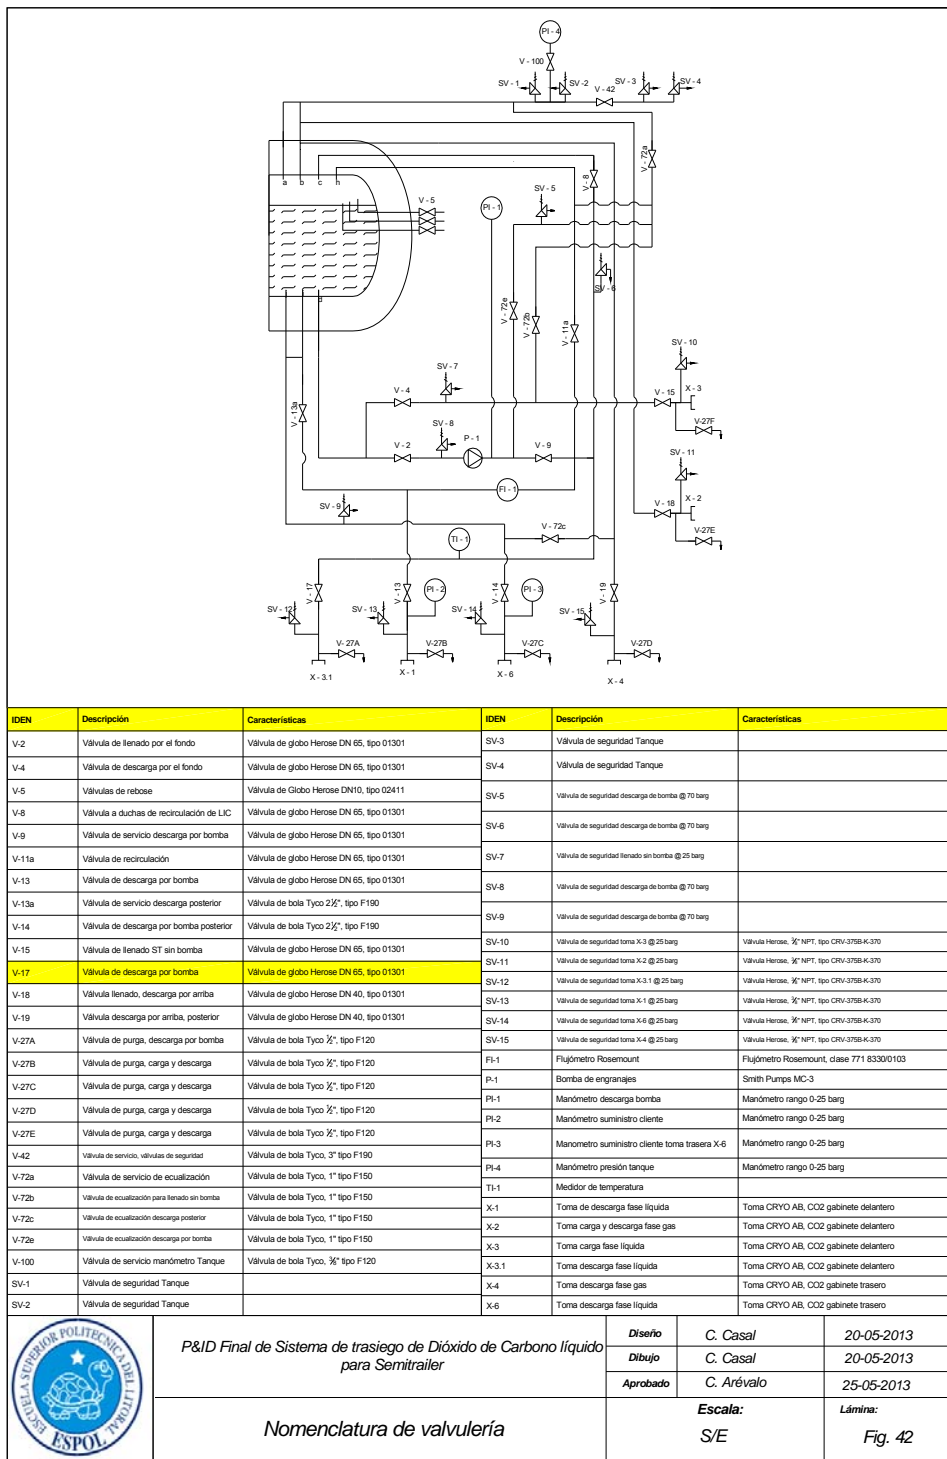 PI - 4
V - 100
SV - 1
SV - 2
SV - 3
SV - 4
V - 42
V - 72a
a
b
c
h
V - 8
V - 5
SV - 5
PI - 1
SV - 6
d
V - 72e
V - 72b
V - 11a
SV - 10
SV - 7
V - 4
V - 15
X - 3
V - 13a
SV - 8
V-27F
P - 1
V - 2
V - 9
SV - 11
FI - 1
X - 2
V - 18
SV - 9
V-27E
V - 72c
TI - 1
V - 17
V - 13
V - 14
V - 19
PI - 2
PI - 3
SV - 12
SV - 13
SV - 14
SV - 15
V- 27A
V-27B
V-27C
V-27D
X - 3.1
X - 1
X - 6
X - 4
IDEN Descripción Características
V-2 Válvula de llenado por el fondo Válvula de globo Herose DN 65, tipo 01301
V-4 Válvula de descarga por el fondo Válvula de globo Herose DN 65, tipo 01301
V-5 Válvulas de rebose Válvula de Globo Herose DN10, tipo 02411
V-8 Válvula a duchas de recirculación de LIC Válvula de globo Herose DN 65, tipo 01301
V-9 Válvula de servicio descarga por bomba Válvula de globo Herose DN 65, tipo 01301
V-11a Válvula de recirculación Válvula de globo Herose DN 65, tipo 01301
V-13 Válvula de descarga por bomba Válvula de globo Herose DN 65, tipo 01301
V-13a Válvula de servicio descarga posterior Válvula de bola Tyco 2½", tipo F190
V-14 Válvula de descarga por bomba posterior Válvula de bola Tyco 2½", tipo F190
V-15 Válvula de llenado ST sin bomba Válvula de globo Herose DN 65, tipo 01301
V-17 Válvula de descarga por bomba Válvula de globo Herose DN 65, tipo 01301
V-18 Válvula llenado, descarga por arriba Válvula de globo Herose DN 40, tipo 01301
V-19 Válvula descarga por arriba, posterior Válvula de globo Herose DN 40, tipo 01301
V-27A Válvula de purga, descarga por bomba Válvula de bola Tyco ½", tipo F120
V-27B Válvula de purga, carga y descarga Válvula de bola Tyco ½", tipo F120
V-27C Válvula de purga, carga y descarga Válvula de bola Tyco ½", tipo F120
V-27D Válvula de purga, carga y descarga Válvula de bola Tyco ½", tipo F120
V-27E Válvula de purga, carga y descarga Válvula de bola Tyco ½", tipo F120
V-42 Válvula de servicio, válvulas de seguridad Válvula de bola Tyco, 3" tipo F190
V-72a Válvula de servicio de ecualización Válvula de bola Tyco, 1" tipo F150
V-72b Válvula de ecualización para llenado sin bomba Válvula de bola Tyco, 1" tipo F150
V-72c Válvula de ecualización descarga posterior Válvula de bola Tyco, 1" tipo F150
V-72e Válvula de ecualización descarga por bomba Válvula de bola Tyco, 1" tipo F150
V-100 Válvula de servicio manómetro Tanque Válvula de bola Tyco, tipo F120
SV-1 Válvula de seguridad Tanque
SV-2 Válvula de seguridad Tanque
IDEN Descripción Características
SV-3 Válvula de seguridad Tanque
SV-4 Válvula de seguridad Tanque
SV-5 Válvula de seguridad descarga de bomba @ 70 barg
SV-6 Válvula de seguridad descarga de bomba @ 70 barg
SV-7 Válvula de seguridad llenado sin bomba @ 25 barg
SV-8 Válvula de seguridad descarga de bomba @ 70 barg
SV-9 Válvula de seguridad descarga de bomba @ 70 barg
SV-10 Válvula de seguridad toma X-3 @ 25 barg Válvula Herose, NPT, tipo CRV-375B-K-370
SV-11 Válvula de seguridad toma X-2 @ 25 barg Válvula Herose, NPT, tipo CRV-375B-K-370
SV-12 Válvula de seguridad toma X-3.1 @ 25 barg Válvula Herose, NPT, tipo CRV-375B-K-370
SV-13 Válvula de seguridad toma X-1 @ 25 barg Válvula Herose, NPT, tipo CRV-375B-K-370
SV-14 Válvula de seguridad toma X-6 @ 25 barg Válvula Herose, NPT, tipo CRV-375B-K-370
SV-15 Válvula de seguridad toma X-4 @ 25 barg Válvula Herose, NPT, tipo CRV-375B-K-370
FI-1 Flujómetro Rosemount Flujómetro Rosemount, clase 771 8330/0103
P-1 Bomba de engranajes Smith Pumps MC-3
PI-1 Manómetro descarga bomba Manómetro rango 0-25 barg
PI-2 Manómetro suministro cliente Manómetro rango 0-25 barg
PI-3 Manometro suministro cliente toma trasera X-6 Manómetro rango 0-25 barg
PI-4 Manómetro presión tanque Manómetro rango 0-25 barg
TI-1 Medidor de temperatura
X-1 Toma de descarga fase líquida Toma CRYO AB, CO2 gabinete delantero
X-2 Toma carga y descarga fase gas Toma CRYO AB, CO2 gabinete delantero
X-3 Toma carga fase líquida Toma CRYO AB, CO2 gabinete delantero
X-3.1 Toma descarga fase líquida Toma CRYO AB, CO2 gabinete delantero
X-4 Toma descarga fase gas Toma CRYO AB, CO2 gabinete trasero
X-6 Toma descarga fase líquida Toma CRYO AB, CO2 gabinete trasero
ESCUELA SUPERIOR POLITECNICA DEL LITORAL
ESPOL
P&ID Final de Sistema de trasiego de Dióxido de Carbono líquido
para Semitrailer
Nomenclatura de valvulería
Diseño C. Casal 20-05-2013
Dibujo C. Casal 20-05-2013
Aprobado C. Arévalo 25-05-2013
Escala:
S/E
Lámina:
Fig. 42